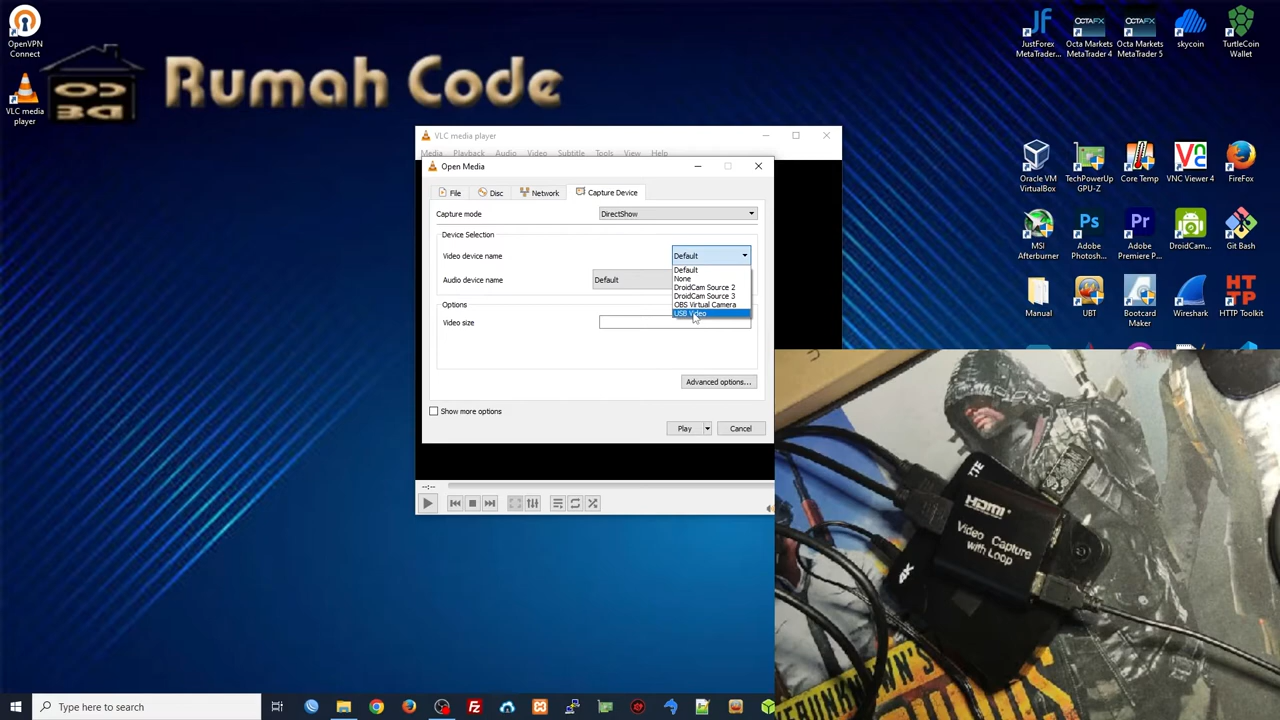 OpenVPN
Connect
VLC media
player
Rumah Code
JustForex
MetaTrader...
OCTAFX
Octa Markets
MetaTrader 4
OCTAFX
Octa Markets
MetaTrader 5
skycoin
TurtleCoin
Wallet
Oracle VM
VirtualBox
TechPowerUp
GPU-Z
Core Temp
VNC Viewer 4
FireFox
MSI
Afterburner
Ps
Adobe
Photosh...
Pr
Adobe
Premiere P...
DroidCam...
Git Bash
Manual
UBT
Bootcard
Maker
Wireshark
HTTP
HTTP Toolkit
VLC media player
Media Playback Audio Video Subtitle Tools View Help
Open Media
File Disc Network Capture Device
Capture mode DirectShow
Device Selection
Video device name Default
Default
None
DroidCam Source 2
DroidCam Source 3
OBS Virtual Camera
USB Video
Audio device name Default
Options
Video size
Advanced options...
Show more options
Play Cancel
--:--
HDMI
Video Capture
with Loop
4K
Type here to search